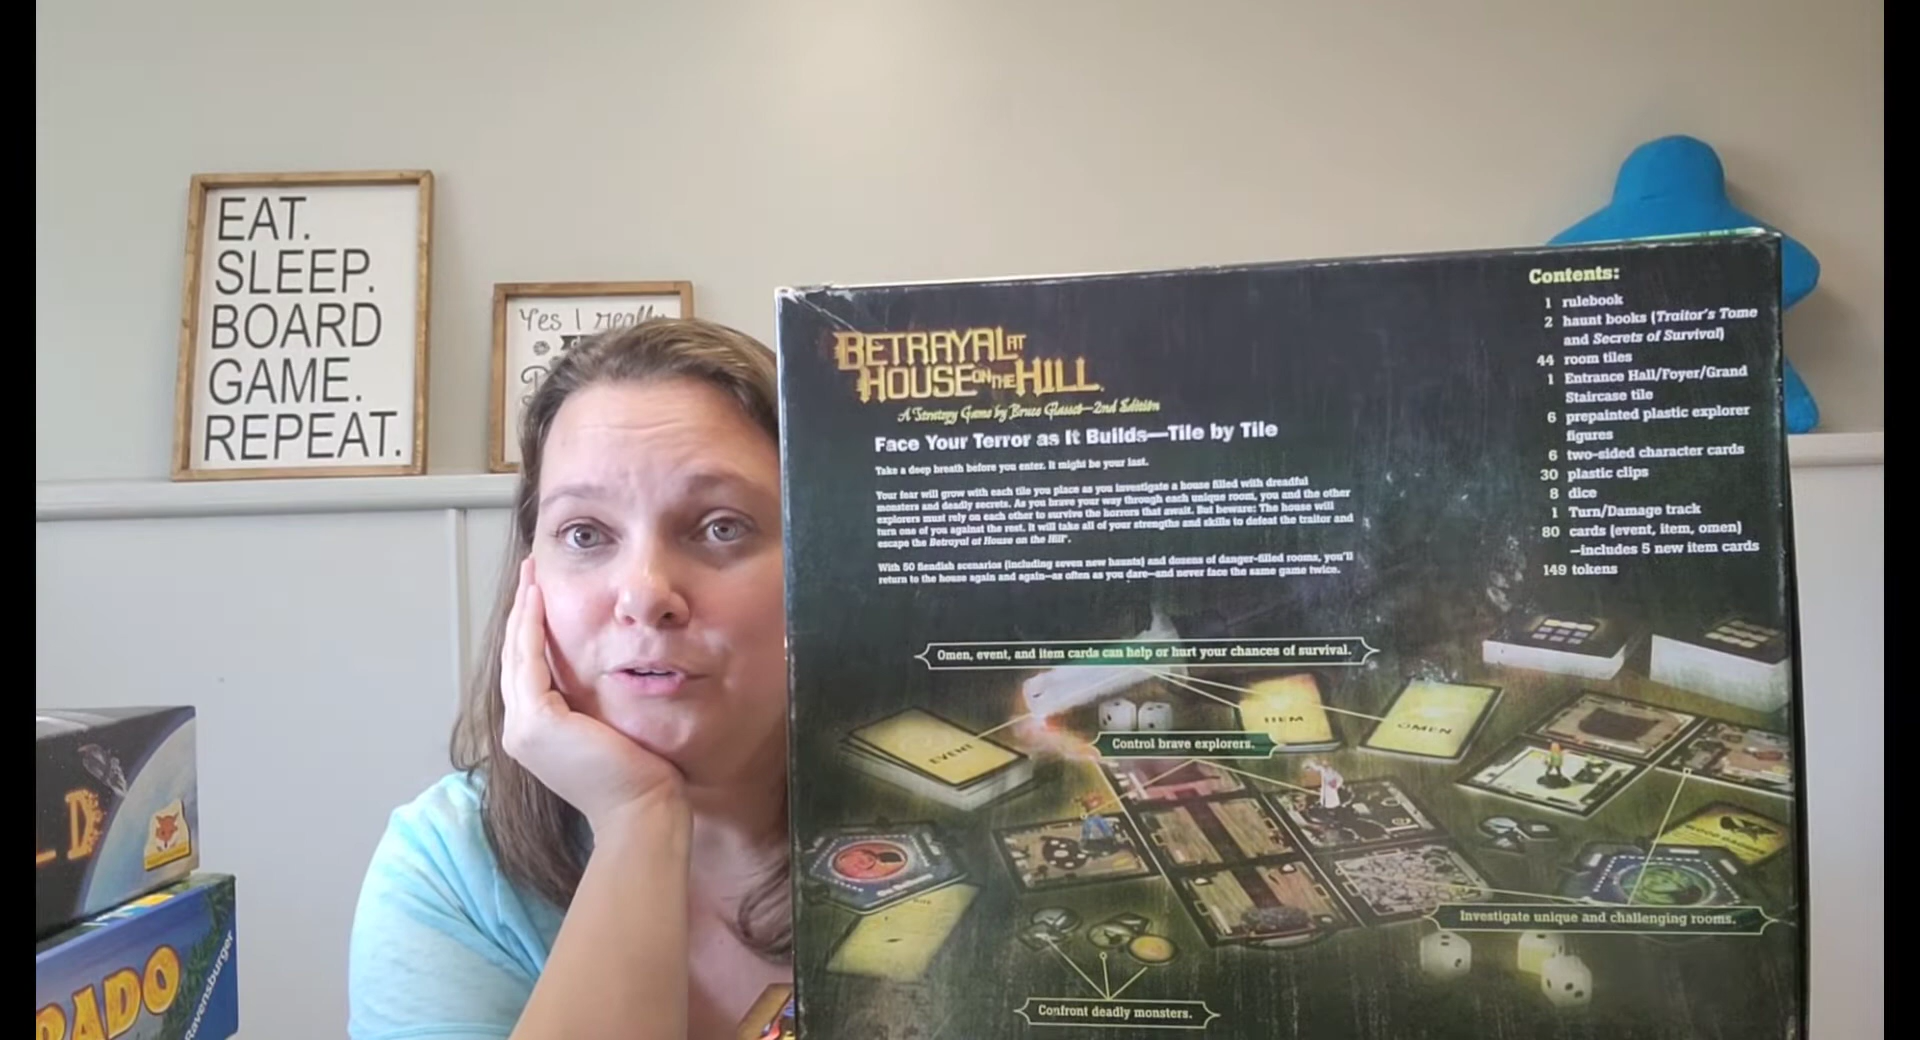 EAT.
SLEEP.
BOARD
GAME.
REPEAT.
Yes I really
BETRAYAL AT
HOUSE ON THE HILL
A Strategy Game by Bruce Glassco—2nd Edition
Face Your Terror as It Builds—Tile by Tile
Take a deep breath before you enter. It might be your last.
Your fear will grow with each tile you place as you investigate a house filled with dreadful
monsters and deadly secrets. As you brave your way through each unique room, you and the other
explorers must rely on each other to survive the horrors that await. But beware: The house will
turn one of you against the rest. It will take all of your strengths and skills to defeat the traitor and
escape the Betrayal at House on the Hill.
With 50 fiendish scenarios (including seven new haunts) and dozens of danger-filled rooms, you'll
return to the house again and again—as often as you dare—and never face the same game twice.
Contents:
1 rulebook
2 haunt books (Traitor's Tome
and Secrets of Survival)
44 room tiles
1 Entrance Hall/Foyer/Grand
Staircase tile
6 prepainted plastic explorer
figures
6 two-sided character cards
30 plastic clips
8 dice
1 Turn/Damage track
80 cards (event, item, omen)
—includes 5 new item cards
149 tokens
Omen, event, and item cards can help or hurt your chances of survival.
EVENT
ITEM
OMEN
Control brave explorers.
Investigate unique and challenging rooms.
Confront deadly monsters.
RADO
Ravensburger